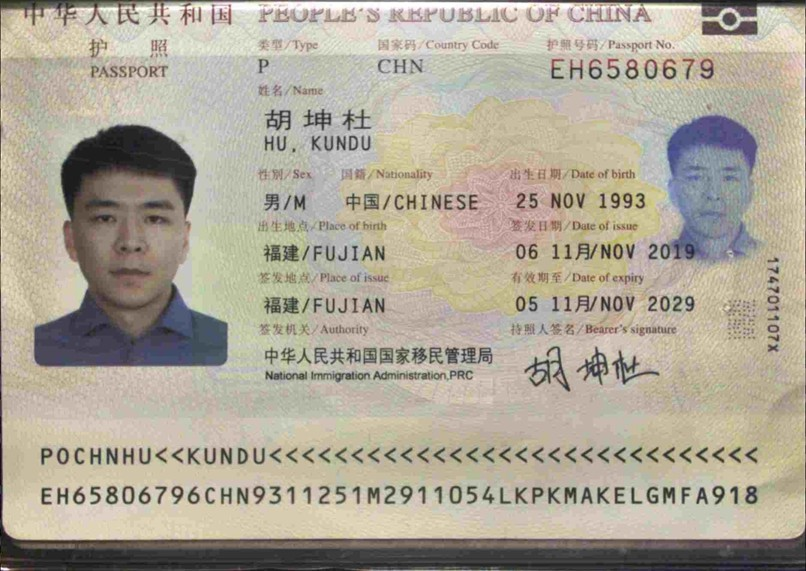 中华人民共和国 PEOPLE'S REPUBLIC OF CHINA
护 照
PASSPORT
类型/Type 国家码/Country Code 护照号码/Passport No.
P CHN EH6580679
姓名/Name
胡坤杜
HU, KUNDU
性别/Sex 国籍/Nationality 出生日期/Date of birth
男/M 中国/CHINESE 25 NOV 1993
出生地点/Place of birth 签发日期/Date of issue
福建/FUJIAN 06 11月/NOV 2019
签发地点/Place of issue 有效期至/Date of expiry
福建/FUJIAN 05 11月/NOV 2029
签发机关/Authority 持照人签名/Bearer's signature
中华人民共和国国家移民管理局
National Immigration Administration,PRC
胡坤杜
174701107X
POCHNHU<<KUNDU<<<<<<<<<<<<<<<<<<<<<<<<<<<<<<
EH65806796CHN9311251M2911054LKPKMAKELGMFA918